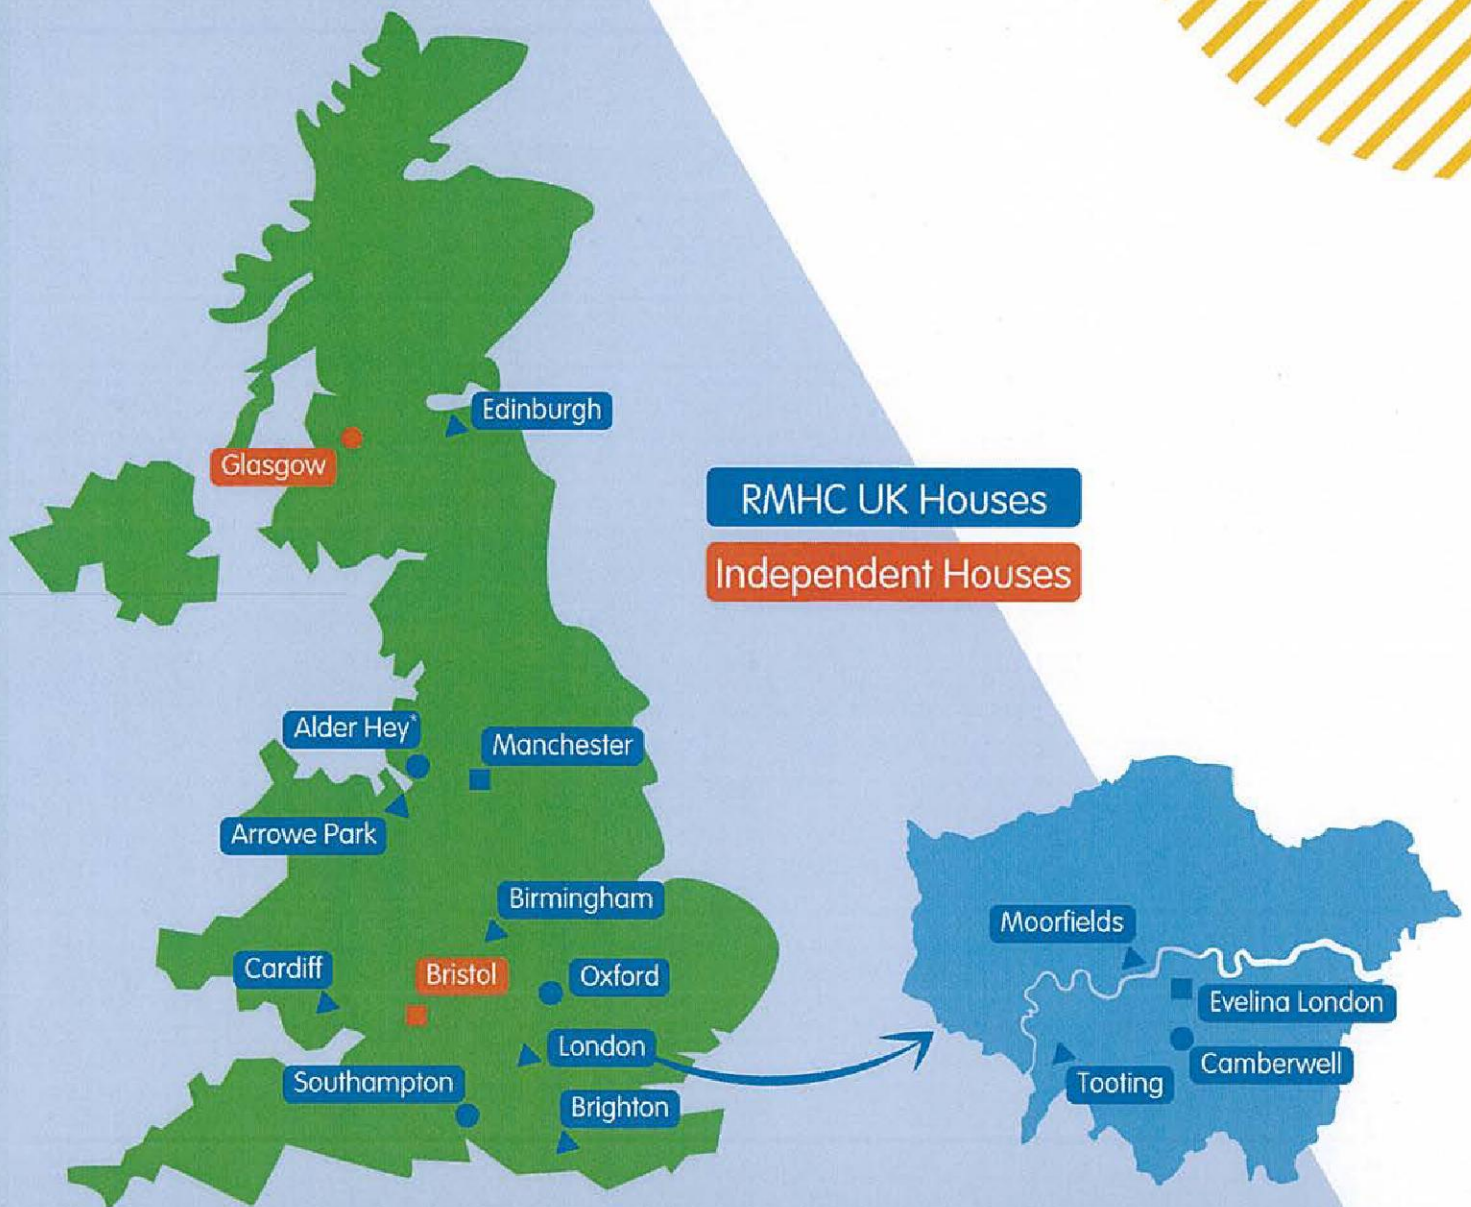 Edinburgh
Glasgow
RMHC UK Houses
Independent Houses
Alder Hey*
Manchester
Arrowe Park
Birmingham
Cardiff
Bristol
Oxford
London
Southampton
Brighton
Moorfields
Evelina London
Camberwell
Tooting